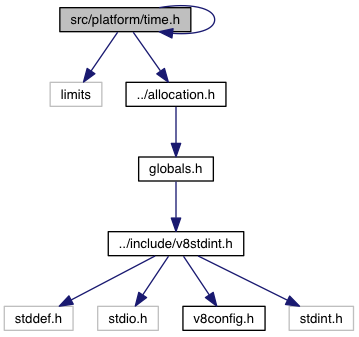 src/platform/time.h
limits
../allocation.h
globals.h
../include/v8stdint.h
stddef.h
stdio.h
v8config.h
stdint.h